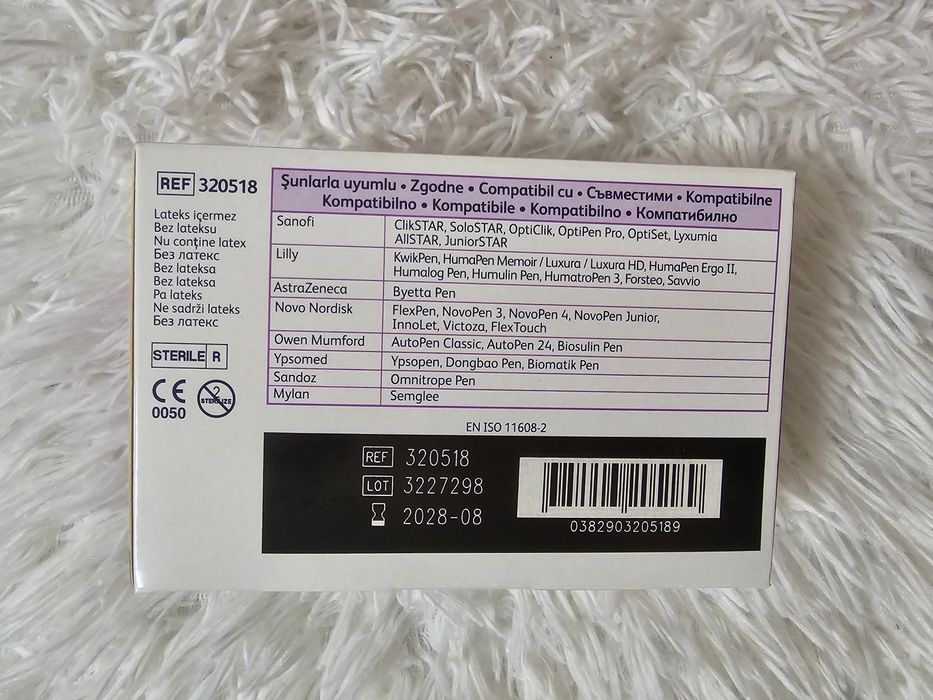 REF 320518
Lateks içermez
Bez lateksu
Nu conține latex
Без латекс
Bez lateksa
Bez lateksa
Pa lateks
Ne sadrži lateks
Без латекс
STERILE R
CE
0050
2
STERILIZE
Şunlarla uyumlu • Zgodne • Compatibil cu • Съвместими • Kompatibilne
Kompatibilno • Kompatibile • Kompatibilno • Компатибилно
Sanofi ClikSTAR, SoloSTAR, OptiClik, OptiPen Pro, OptiSet, Lyxumia
AllSTAR, JuniorSTAR
Lilly KwikPen, HumaPen Memoir / Luxura / Luxura HD, HumaPen Ergo II,
Humalog Pen, Humulin Pen, HumatroPen 3, Forsteo, Savvio
AstraZeneca Byetta Pen
Novo Nordisk FlexPen, NovoPen 3, NovoPen 4, NovoPen Junior,
InnoLet, Victoza, FlexTouch
Owen Mumford AutoPen Classic, AutoPen 24, Biosulin Pen
Ypsomed Ypsopen, Dongbao Pen, Biomatik Pen
Sandoz Omnitrope Pen
Mylan Semglee
EN ISO 11608-2
REF 320518
LOT 3227298
2028-08
0382903205189